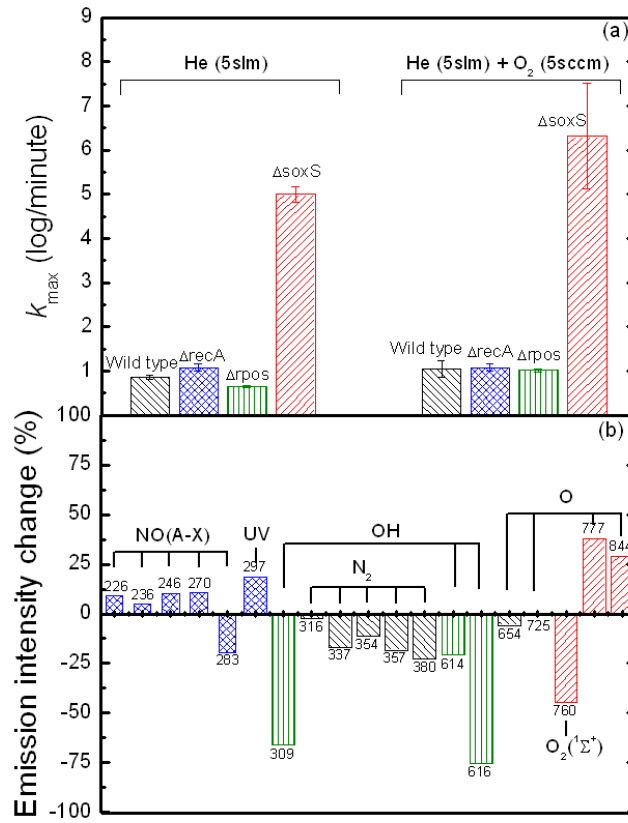 (a)
He (5slm)
He (5slm) + O₂ (5sccm)
9
8
7
6
5
4
3
2
1
k_max (log/minute)
Wild type
ΔrecA
Δrpos
ΔsoxS
Wild type
ΔrecA
Δrpos
ΔsoxS
(b)
100
75
50
25
0
-25
-50
-75
-100
Emission intensity change (%)
NO(A-X)
UV
OH
N₂
O
226
236
246
270
283
297
309
316
337
354
357
380
614
616
654
725
760
777
844
O₂(¹Σ⁺)